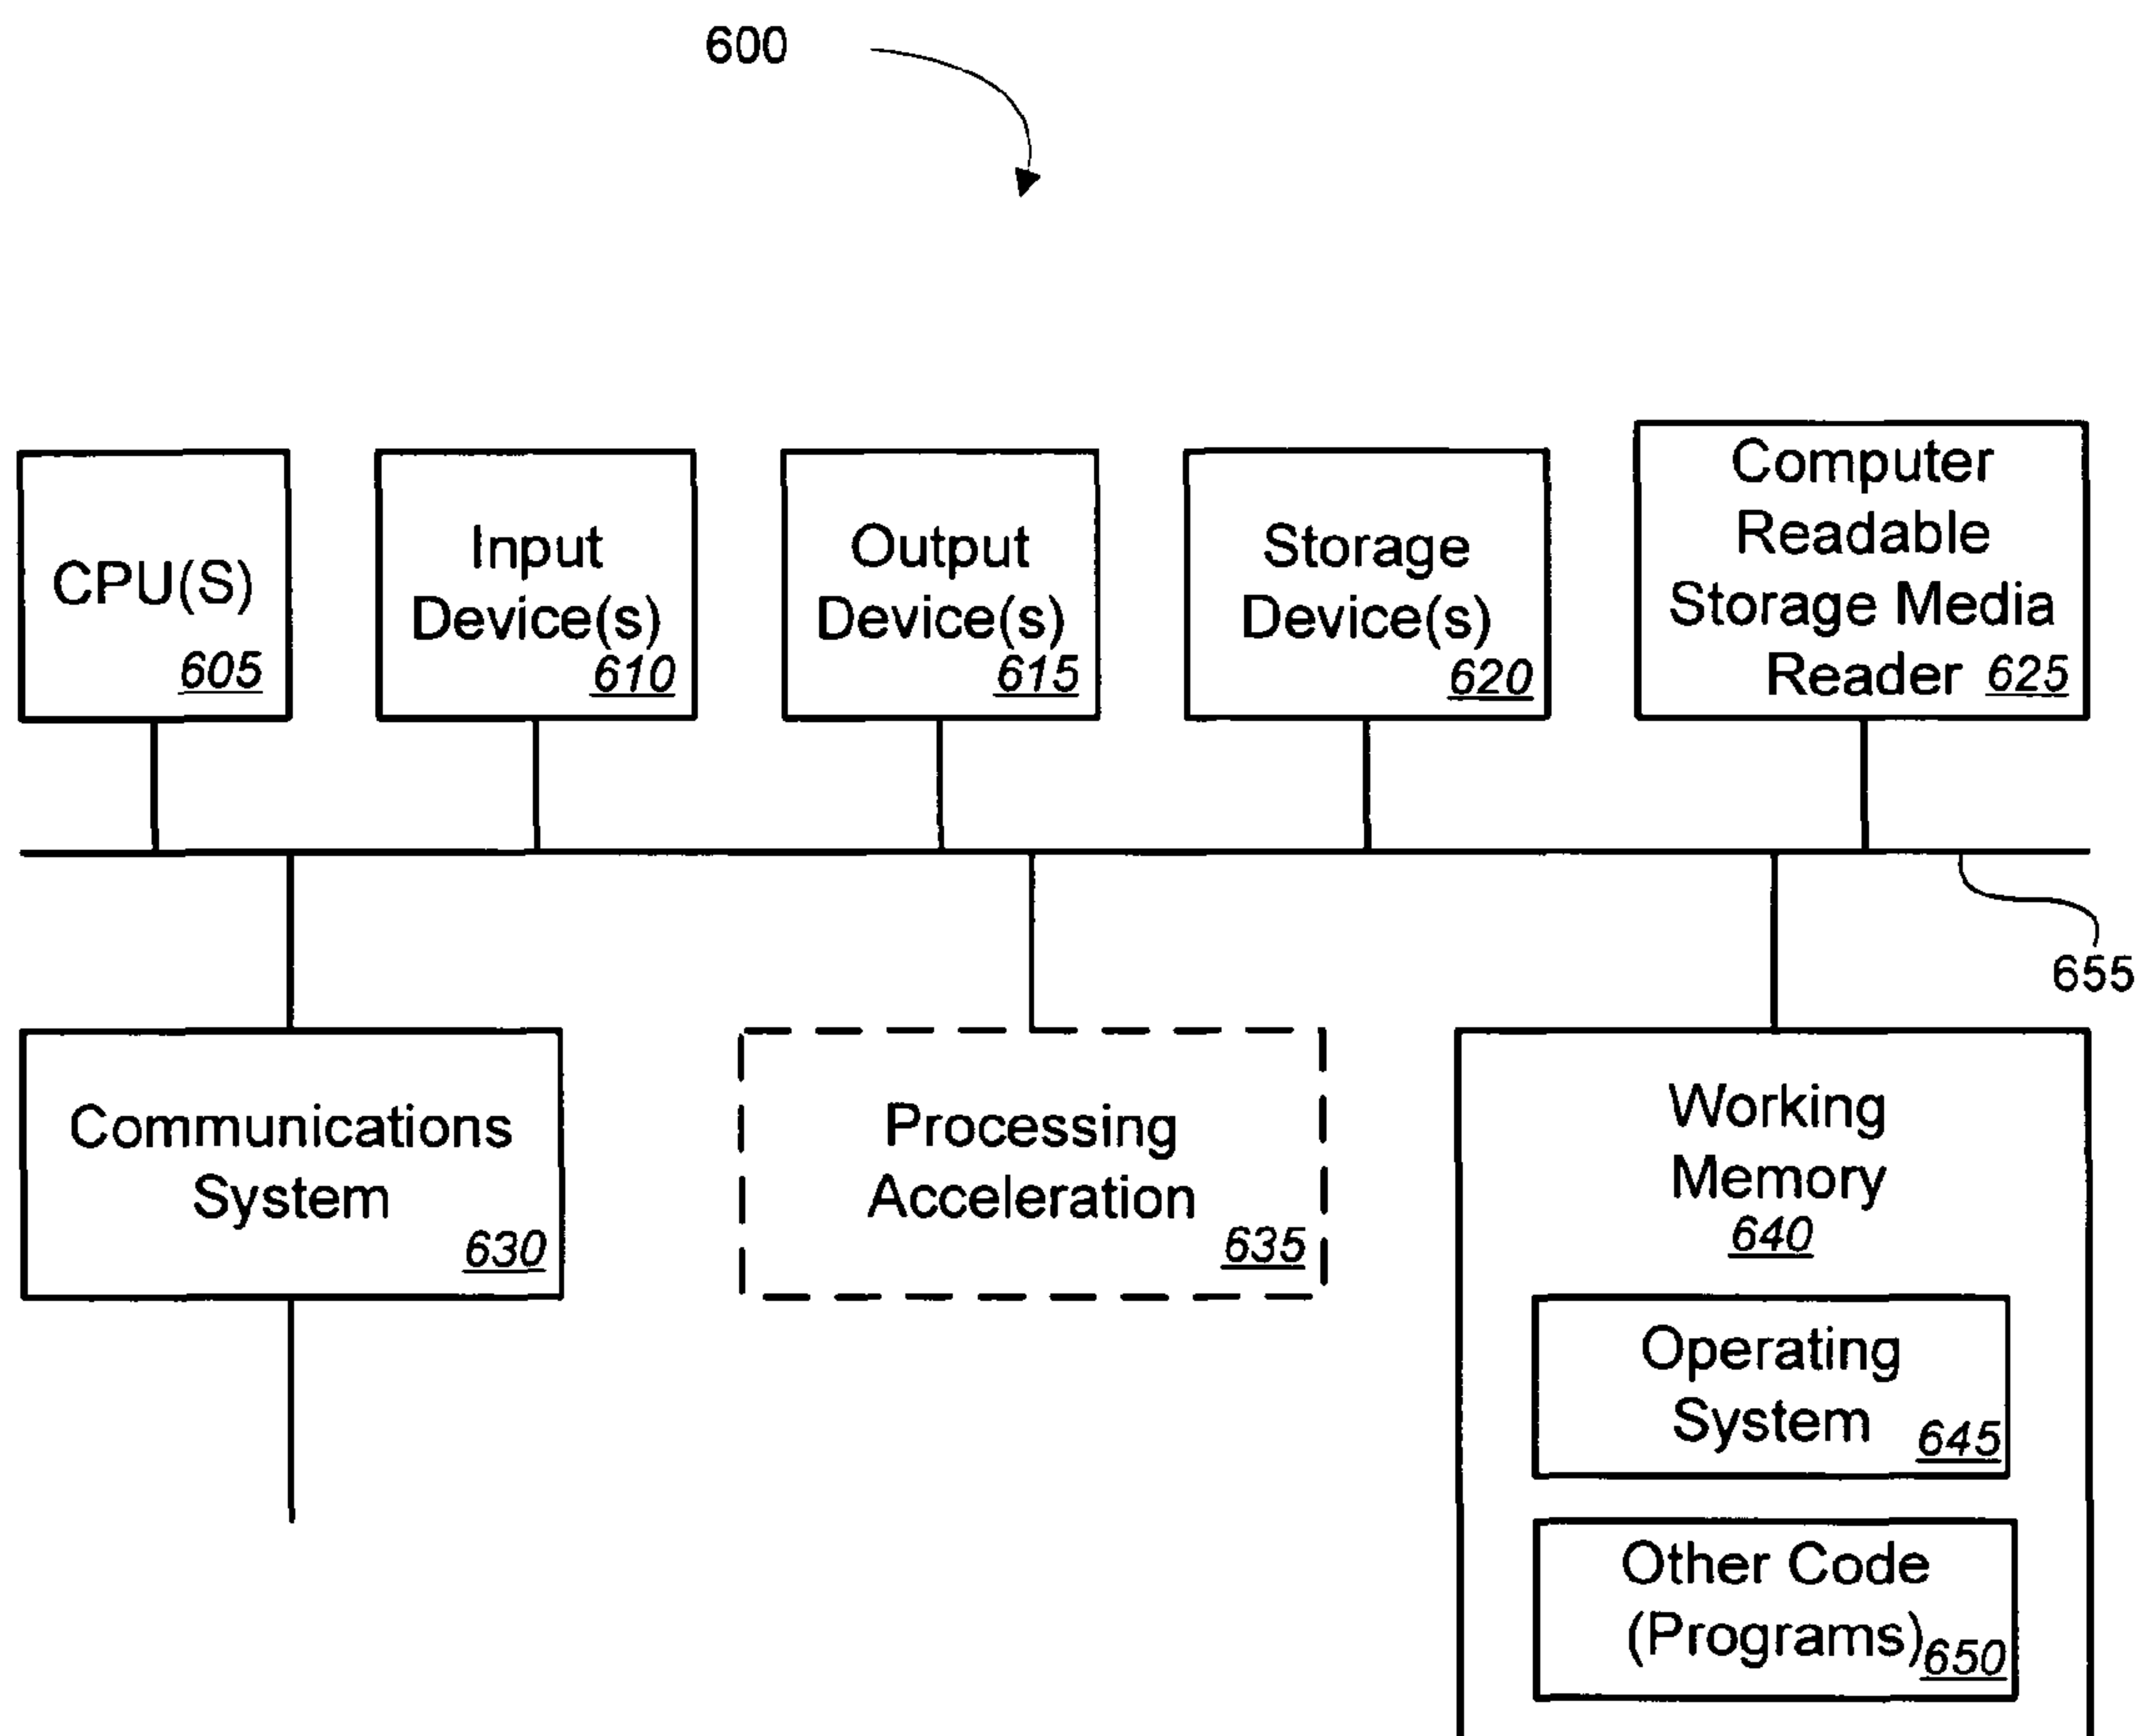 600
CPU(S)
605
Input
Device(s)
610
Output
Device(s)
615
Storage
Device(s)
620
Computer
Readable
Storage Media
Reader 625
655
Communications
System
630
Processing
Acceleration
635
Working
Memory
640
Operating
System
645
Other Code
(Programs)
650